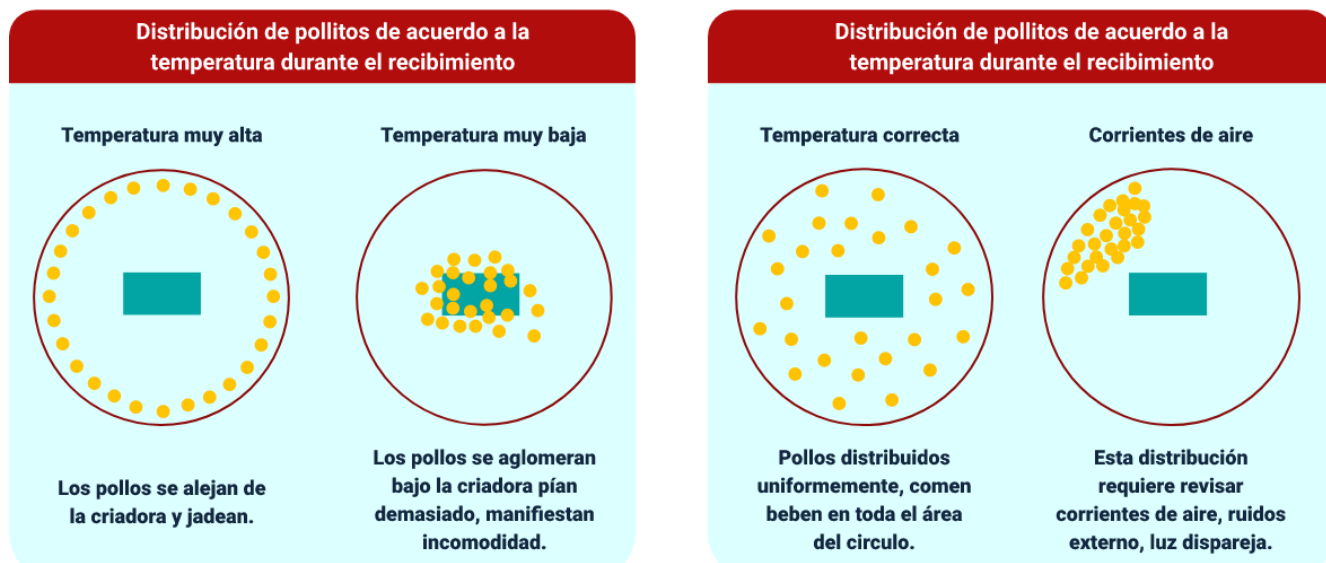 Distribución de pollitos de acuerdo a la
temperatura durante el recibimiento
Temperatura muy alta
Temperatura muy baja
Los pollos se alejan de
la criadora y jadean.
Los pollos se aglomeran
bajo la criadora pían
demasiado, manifiestan
incomodidad.
Distribución de pollitos de acuerdo a la
temperatura durante el recibimiento
Temperatura correcta
Corrientes de aire
Pollos distribuidos
uniformemente, comen
beben en toda el área
del circulo.
Esta distribución
requiere revisar
corrientes de aire, ruidos
externo, luz dispareja.